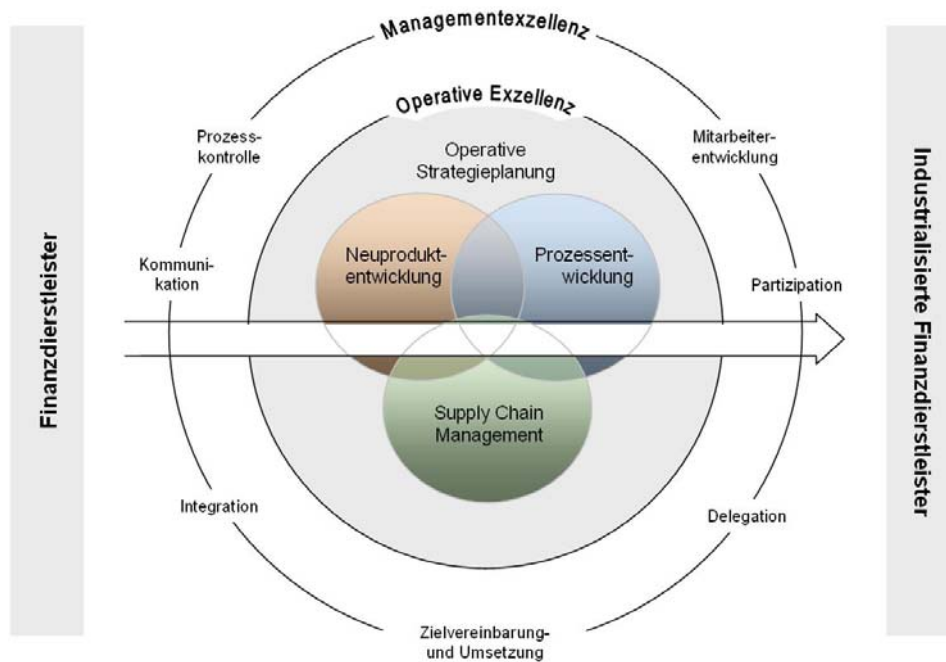 Managementexzellenz
Operative Exzellenz
Operative
Strategieplanung
Prozess-
kontrolle
Mitarbeiter-
entwicklung
Neuprodukt-
entwicklung
Prozessent-
wicklung
Kommuni-
kation
Partizipation
Finanzdierstleister
Industrialisierte Finanzdierstleister
Supply Chain
Management
Integration
Delegation
Zielvereinbarung-
und Umsetzung